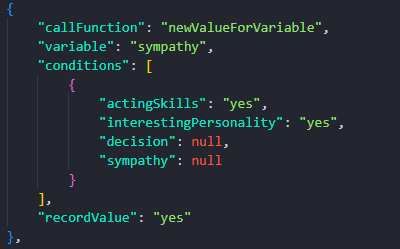 {
"callFunction": "newValueForVariable",
"variable": "sympathy",
"conditions": [
{
"actingSkills": "yes",
"interestingPersonality": "yes",
"decision": null,
"sympathy": null
}
],
"recordValue": "yes"
},